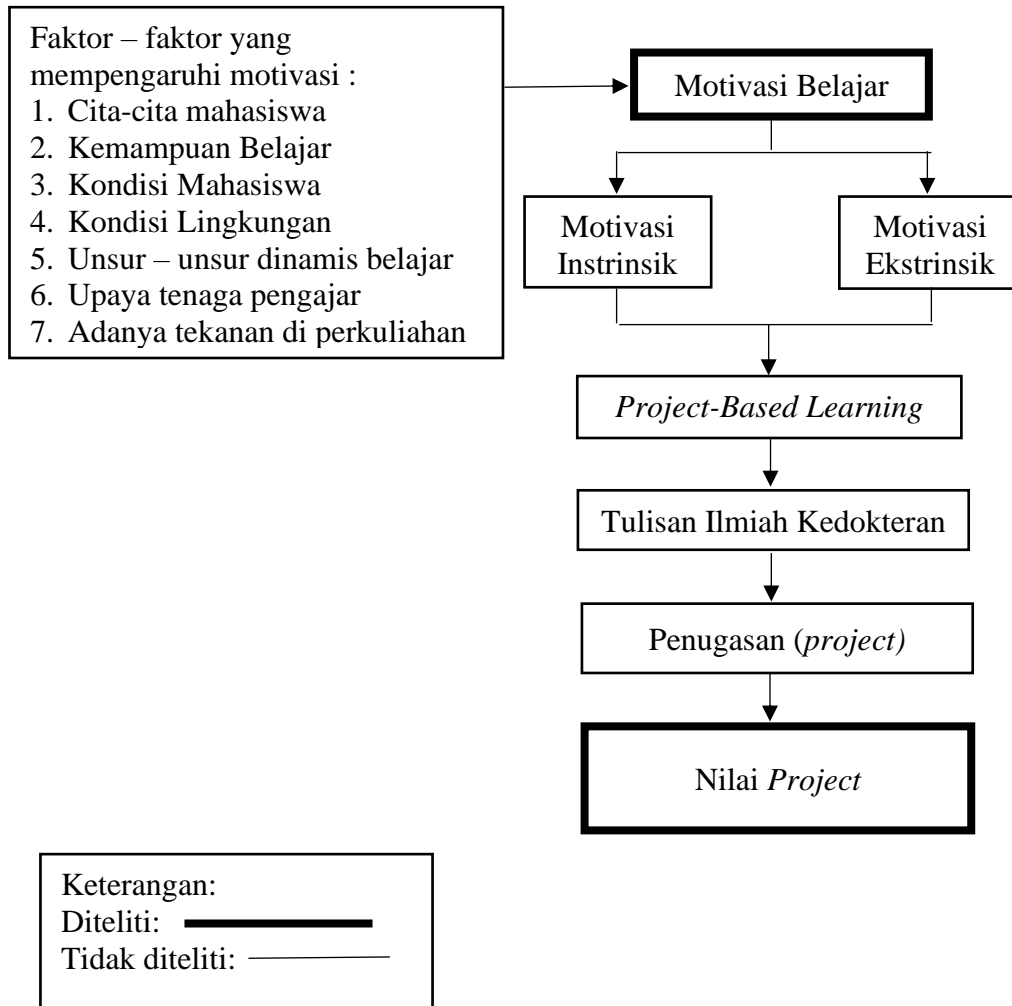 Faktor – faktor yang
mempengaruhi motivasi :
1. Cita-cita mahasiswa
2. Kemampuan Belajar
3. Kondisi Mahasiswa
4. Kondisi Lingkungan
5. Unsur – unsur dinamis belajar
6. Upaya tenaga pengajar
7. Adanya tekanan di perkuliahan
Motivasi Belajar
Motivasi
Instrinsik
Motivasi
Ekstrinsik
Project-Based Learning
Tulisan Ilmiah Kedokteran
Penugasan (project)
Nilai Project
Keterangan:
Diteliti:
Tidak diteliti: